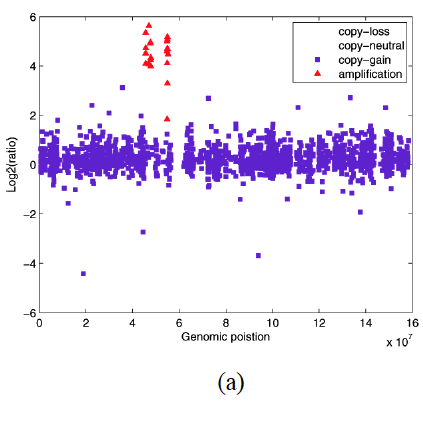 6
4
2
0
−2
−4
−6
Log2(ratio)
copy−loss
copy−neutral
copy−gain
amplification
0 2 4 6 8 10 12 14 16
x 10^7
Genomic postion
(a)